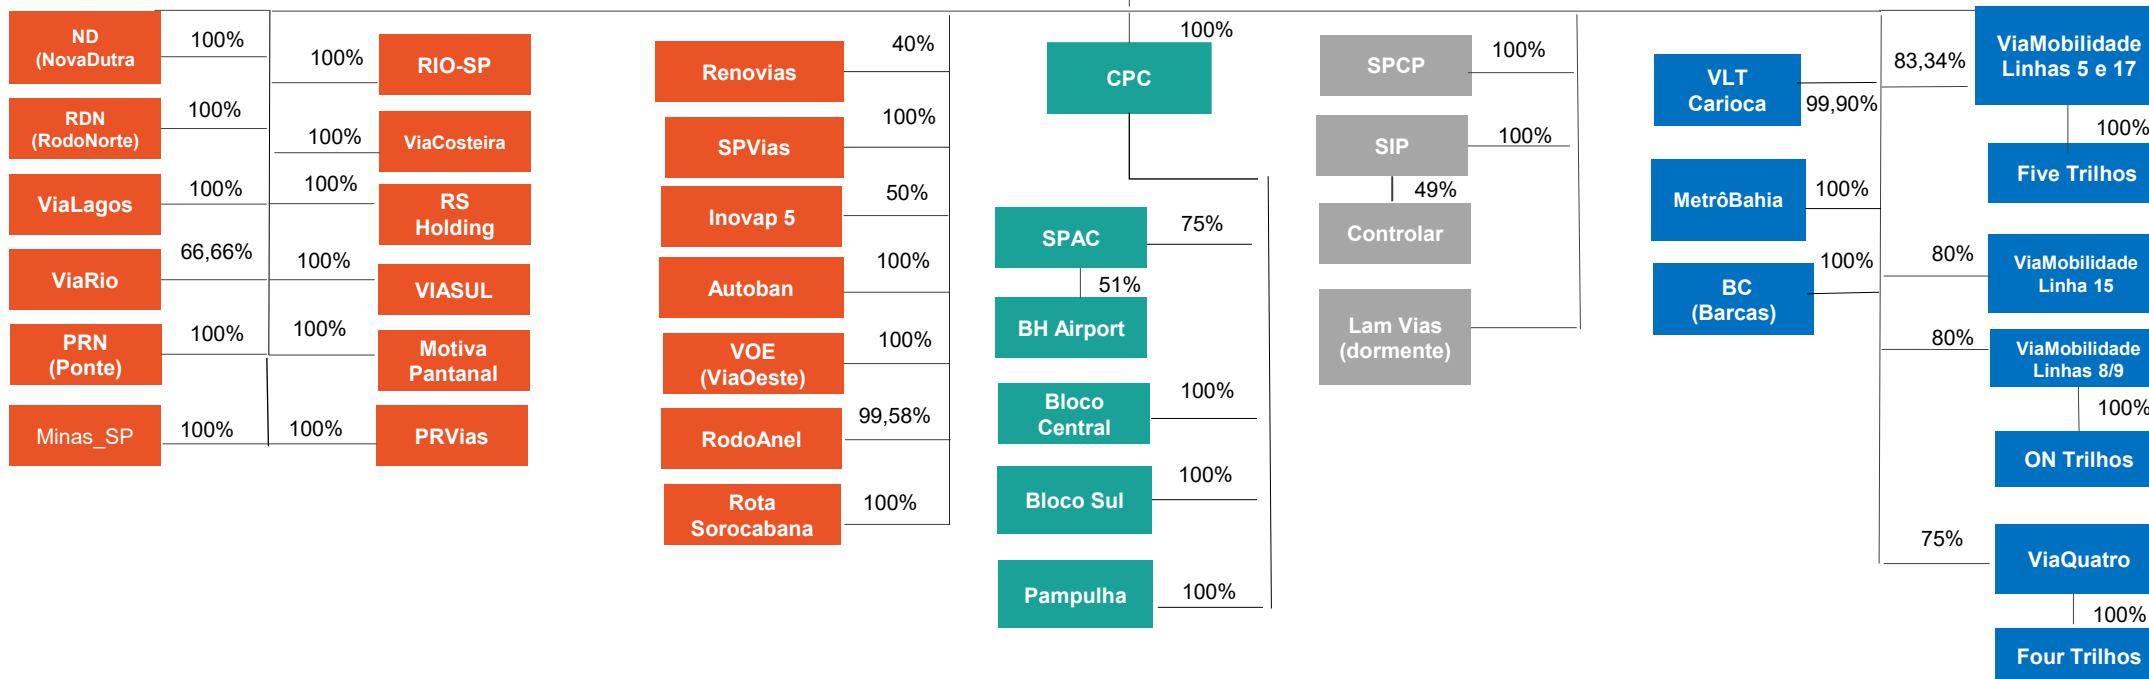 ND
(NovaDutra
100%
RDN
(RodoNorte)
100%
ViaLagos
100%
ViaRio
66,66%
PRN
(Ponte)
100%
Minas_SP
100%
100%
RIO-SP
100%
ViaCosteira
100%
RS
Holding
100%
VIASUL
100%
Motiva
Pantanal
100%
PRVias
Renovias
40%
SPVias
100%
Inovap 5
50%
Autoban
100%
VOE
(ViaOeste)
100%
RodoAnel
99,58%
Rota
Sorocabana
100%
100%
CPC
SPAC
75%
51%
BH Airport
Bloco
Central
100%
Bloco Sul
100%
Pampulha
100%
SPCP
100%
SIP
100%
49%
Controlar
Lam Vias
(dormente)
VLT
Carioca
99,90%
MetrôBahia
100%
BC
(Barcas)
100%
83,34%
ViaMobilidade
Linhas 5 e 17
100%
Five Trilhos
80%
ViaMobilidade
Linha 15
80%
ViaMobilidade
Linhas 8/9
100%
ON Trilhos
75%
ViaQuatro
100%
Four Trilhos